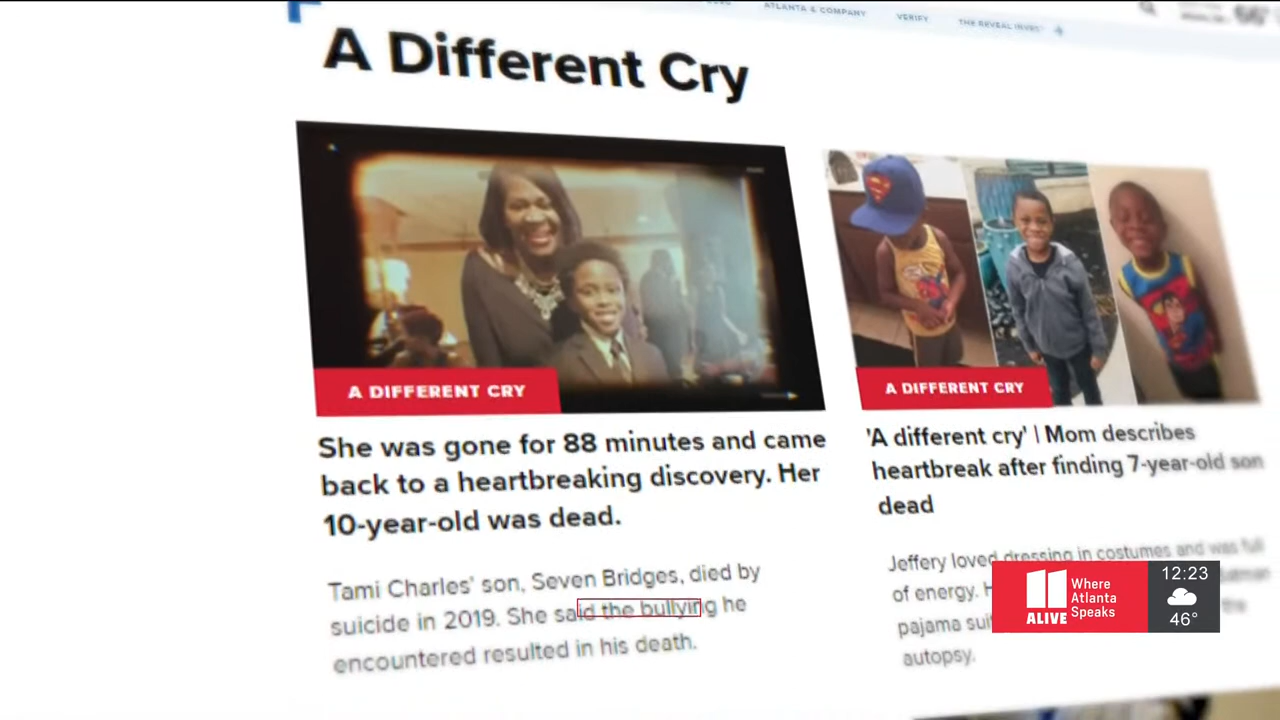 ATLANTA & COMPANY
VERIFY
THE REVEAL
A Different Cry
A DIFFERENT CRY
She was gone for 88 minutes and came
back to a heartbreaking discovery. Her
10-year-old was dead.
Tami Charles' son, Seven Bridges, died by
suicide in 2019. She said the bullying he
encountered resulted in his death.
A DIFFERENT CRY
'A different cry' | Mom describes
heartbreak after finding 7-year-old son
dead
Jeffery loved dressing in costumes and was full
of energy.
pajama
autopsy.
11
ALIVE
Where
Atlanta
Speaks
12:23
46°